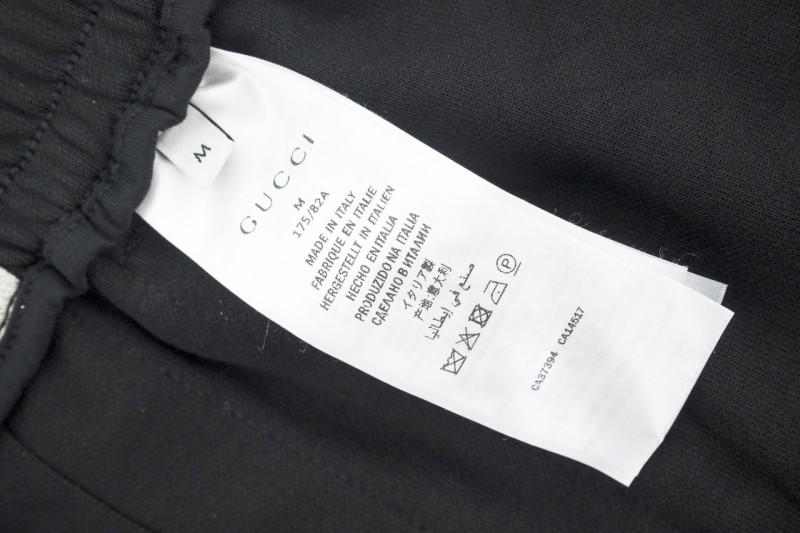 M
GUCCI
M
175/82A
MADE IN ITALY
FABRIQUE EN ITALIE
HERGESTELLT IN ITALIEN
HECHO EN ITALIA
PRODUZIDO NA ITALIA
СДЕЛАНО В ИТАЛИИ
イタリア製
产地:意大利
صنع في إيطاليا
P
CA37394 CA14517